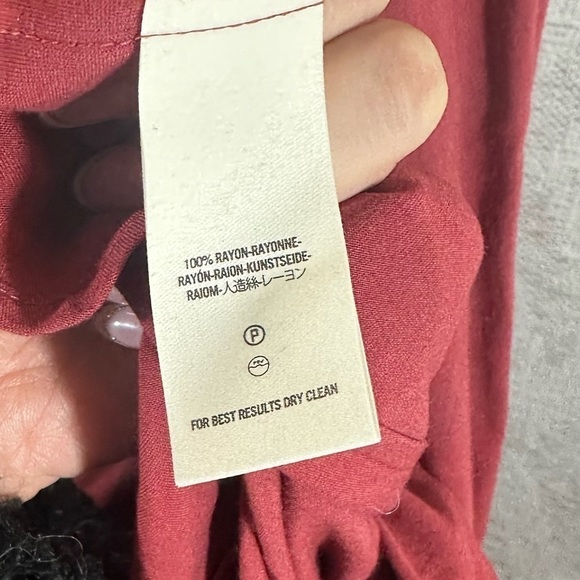 100% RAYON-RAYONNE-
RAYÓN-RAION-KUNSTSEIDE-
RAIOM-人造絲-レーヨン
P
FOR BEST RESULTS DRY CLEAN